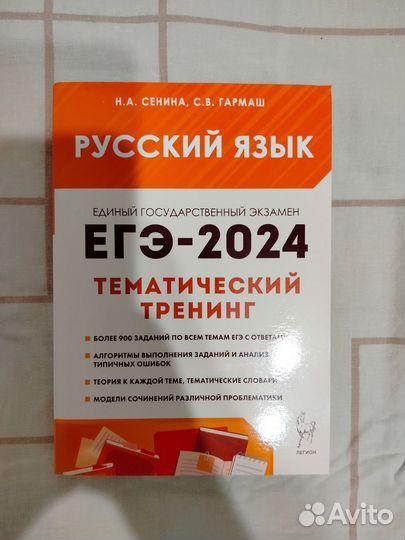 Н.А. СЕНИНА, С.В. ГАРМАШ
РУССКИЙ ЯЗЫК
ЕДИНЫЙ ГОСУДАРСТВЕННЫЙ ЭКЗАМЕН
ЕГЭ-2024
ТЕМАТИЧЕСКИЙ
ТРЕНИНГ
БОЛЕЕ 900 ЗАДАНИЙ ПО ВСЕМ ТЕМАМ ЕГЭ С ОТВЕТАМИ
АЛГОРИТМЫ ВЫПОЛНЕНИЯ ЗАДАНИЙ И АНАЛИЗ
ТИПИЧНЫХ ОШИБОК
ТЕОРИЯ К КАЖДОЙ ТЕМЕ, ТЕМАТИЧЕСКИЕ СЛОВАРИ
МОДЕЛИ СОЧИНЕНИЙ РАЗЛИЧНОЙ ПРОБЛЕМАТИКИ
ЛЕГИОН
Avito